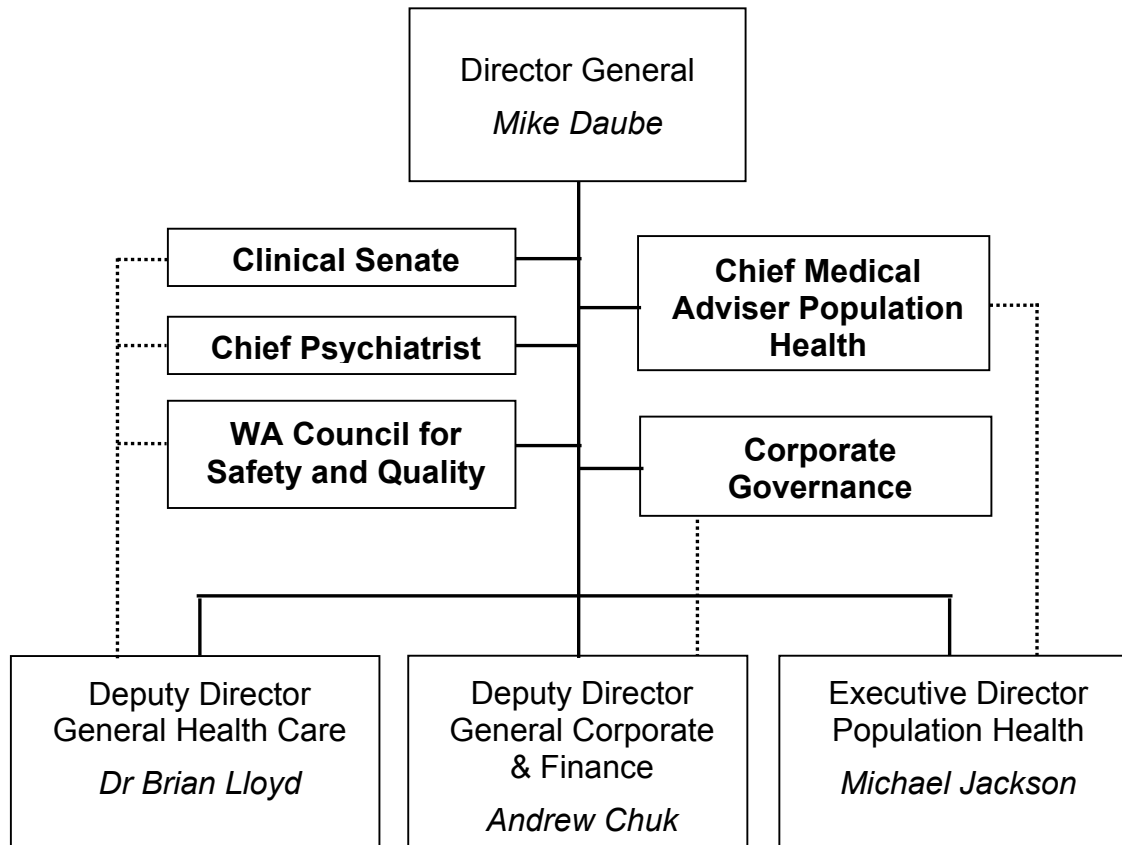 Director General
Mike Daube
Clinical Senate
Chief Medical
Adviser Population
Health
Chief Psychiatrist
WA Council for
Safety and Quality
Corporate
Governance
Deputy Director
General Health Care
Dr Brian Lloyd
Deputy Director
General Corporate
& Finance
Andrew Chuk
Executive Director
Population Health
Michael Jackson